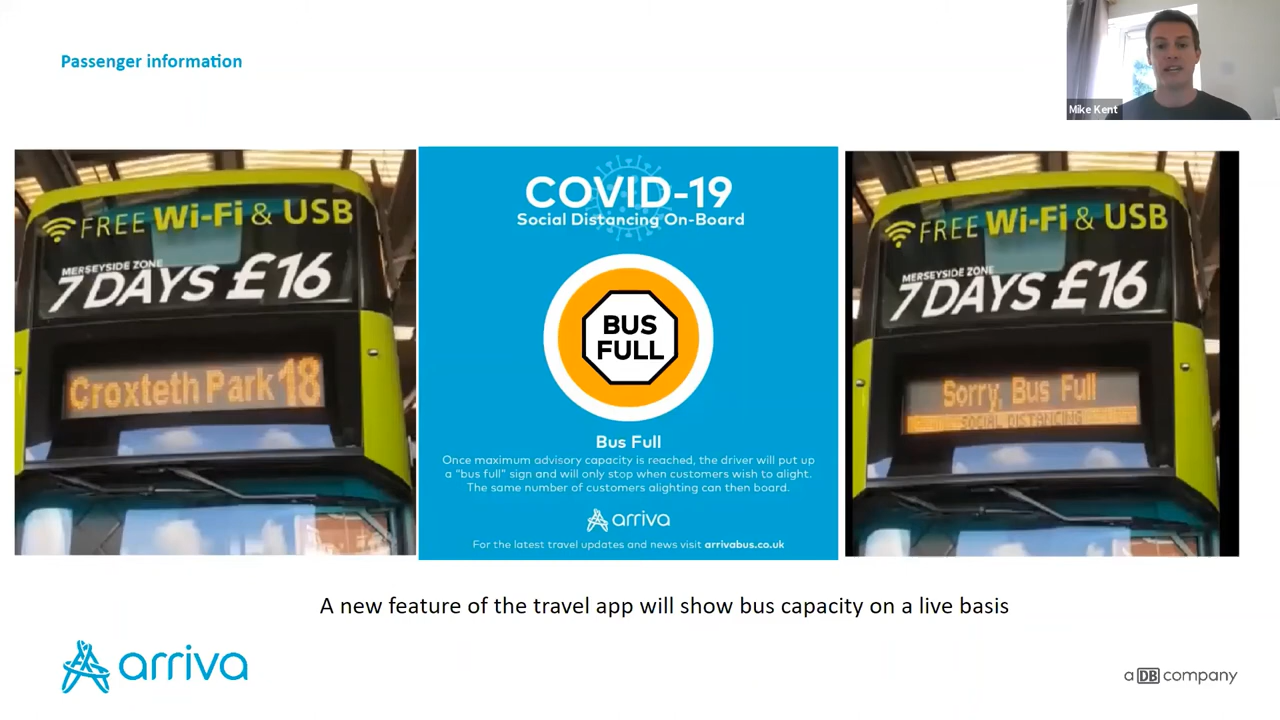 Passenger information
Mike Kent
FREE Wi-Fi & USB
MERSEYSIDE ZONE
7 DAYS £16
Croxteth Park 18
COVID-19
Social Distancing On-Board
BUS
FULL
Bus Full
Once maximum advisory capacity is reached, the driver will put up
a "bus full" sign and will only stop when customers wish to alight.
The same number of customers alighting can then board.
arriva
For the latest travel updates and news visit arrivabus.co.uk
FREE Wi-Fi & USB
MERSEYSIDE ZONE
7 DAYS £16
Sorry, Bus Full
SOCIAL DISTANCING
A new feature of the travel app will show bus capacity on a live basis
arriva
a DB company